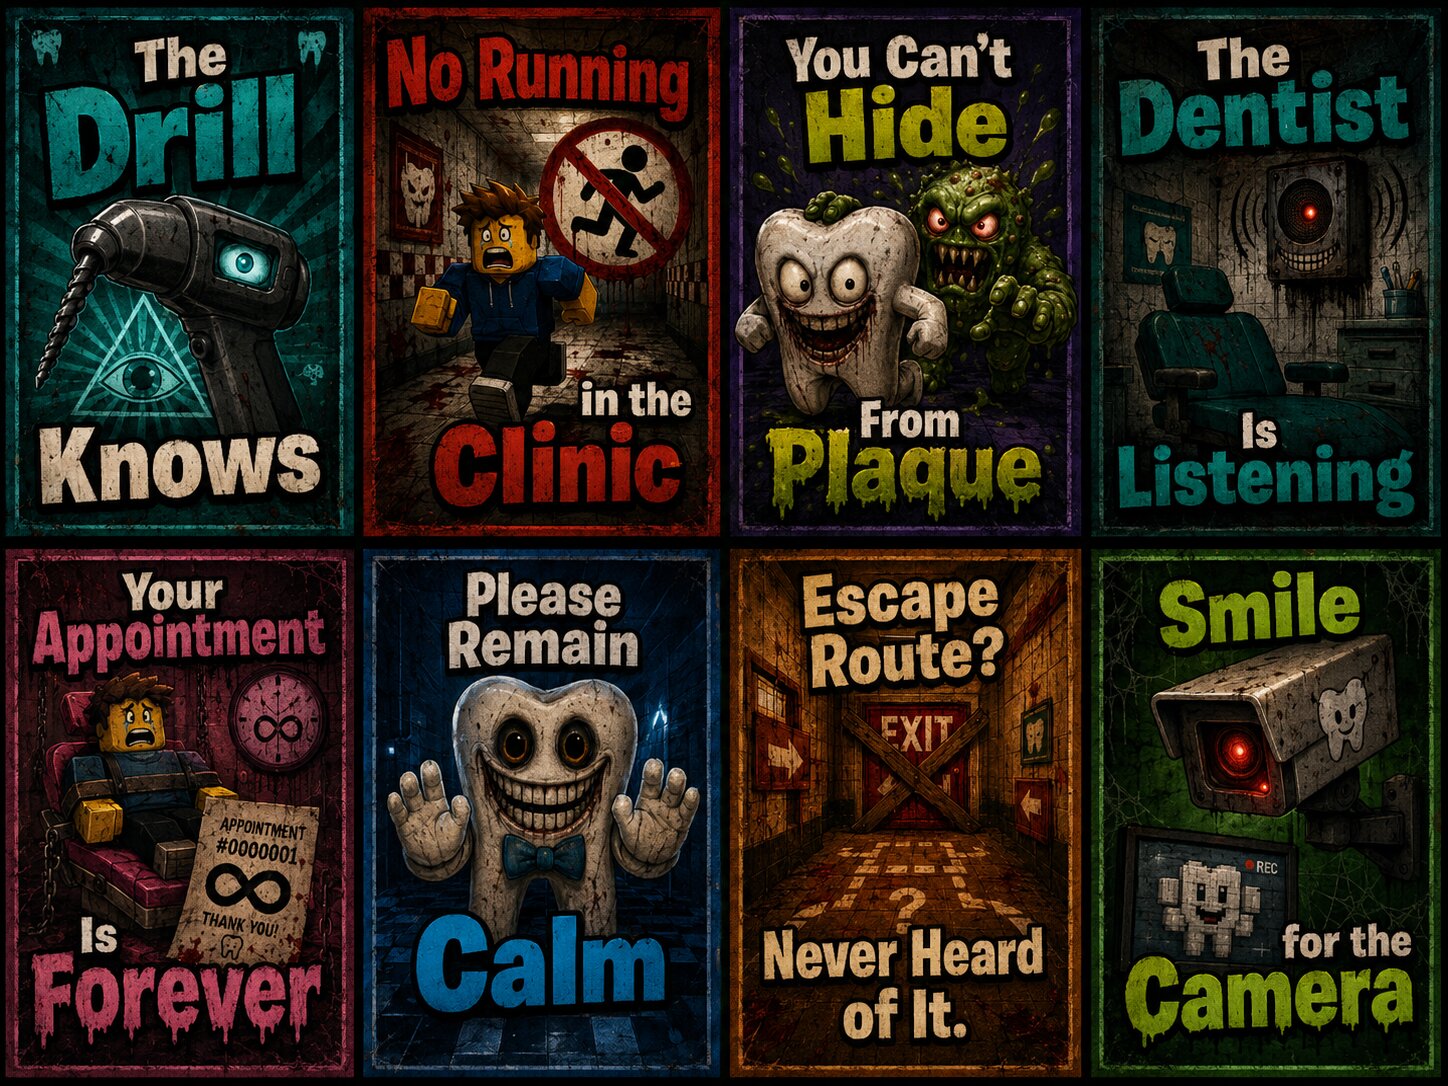 The
Drill
Knows
No Running
in the
Clinic
You Can't
Hide
From
Plaque
The
Dentist
Is
Listening
Your
Appointment
APPOINTMENT
#0000001
THANK YOU!
Is
Forever
Please
Remain
Calm
Escape
Route?
EXIT
?
Never Heard
of It.
Smile
REC
for the
Camera